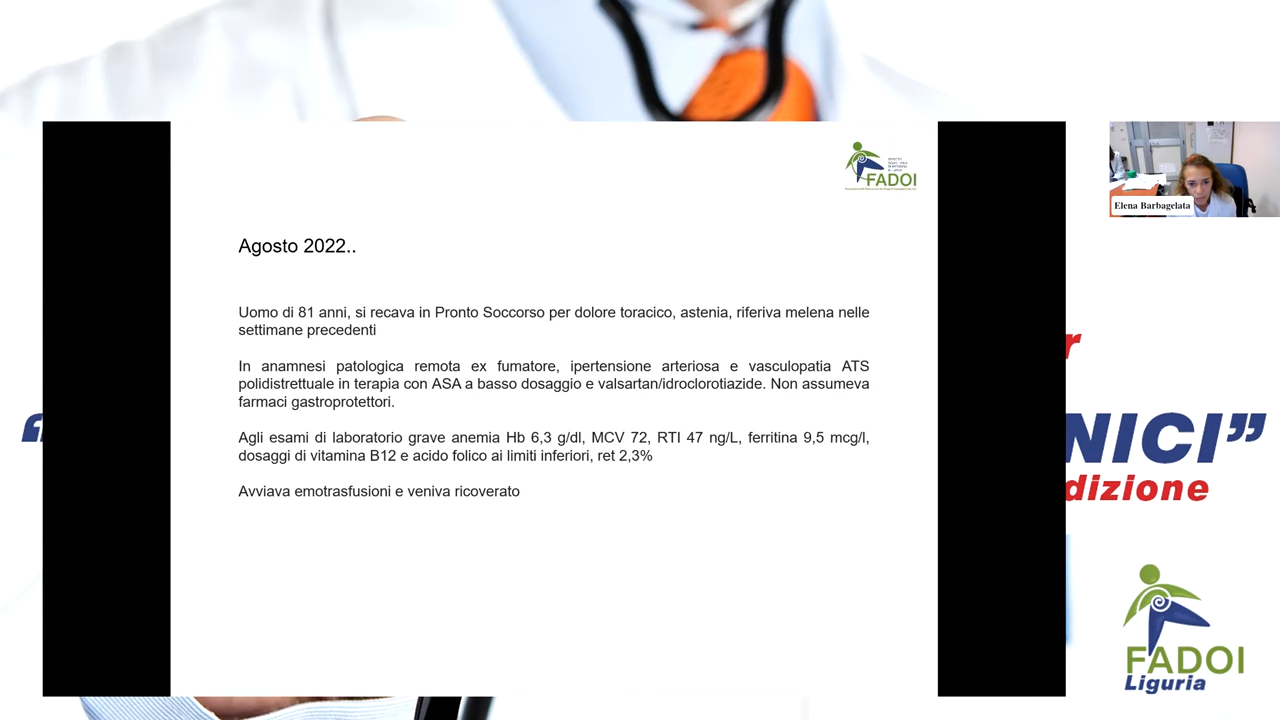 FADOI
Elena Barbagelata
Agosto 2022..
Uomo di 81 anni, si recava in Pronto Soccorso per dolore toracico, astenia, riferiva melena nelle
settimane precedenti
In anamnesi patologica remota ex fumatore, ipertensione arteriosa e vasculopatia ATS
polidistrettuale in terapia con ASA a basso dosaggio e valsartan/idroclorotiazide. Non assumeva
farmaci gastroprotettori.
Agli esami di laboratorio grave anemia Hb 6,3 g/dl, MCV 72, RTI 47 ng/L, ferritina 9,5 mcg/l,
dosaggi di vitamina B12 e acido folico ai limiti inferiori, ret 2,3%
Avviava emotrasfusioni e veniva ricoverato
r
“
NICI”
dizione
FADOI
Liguria